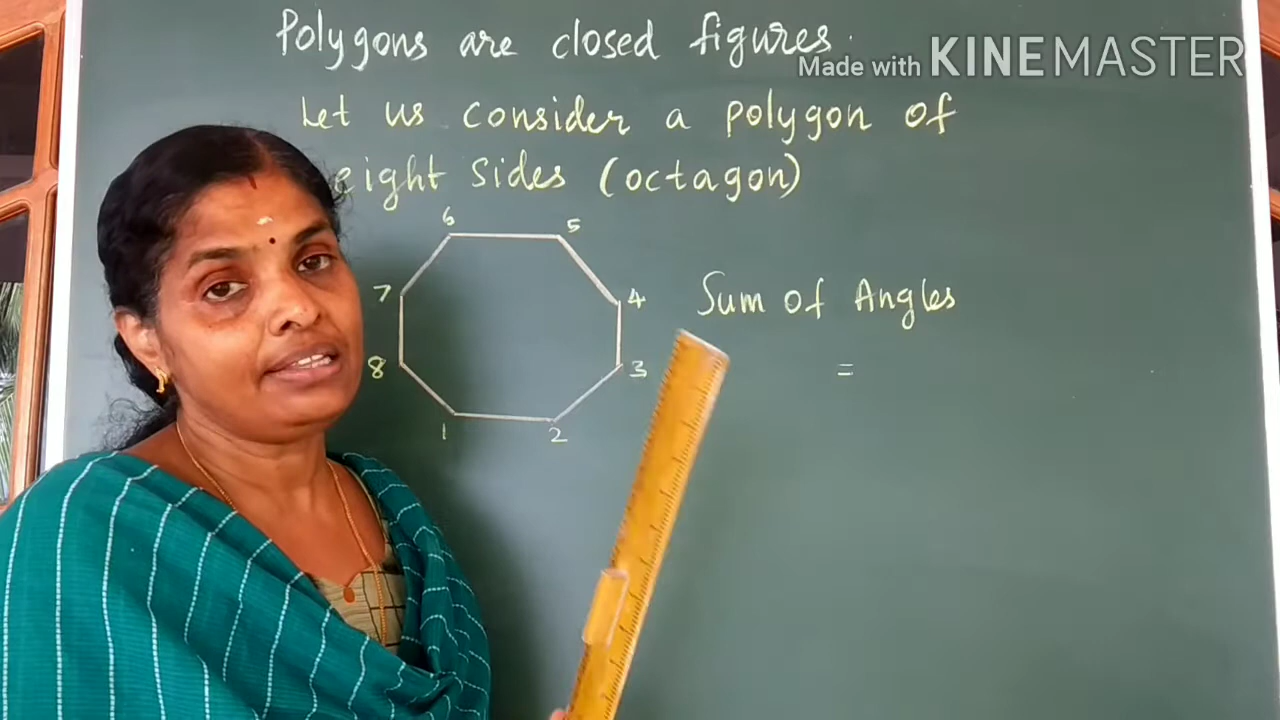 Polygons are closed figures.
Made with KINEMASTER
Let us consider a polygon of
eight sides (octagon)
6 5
7 4
Sum of Angles
8 3
=
1 2